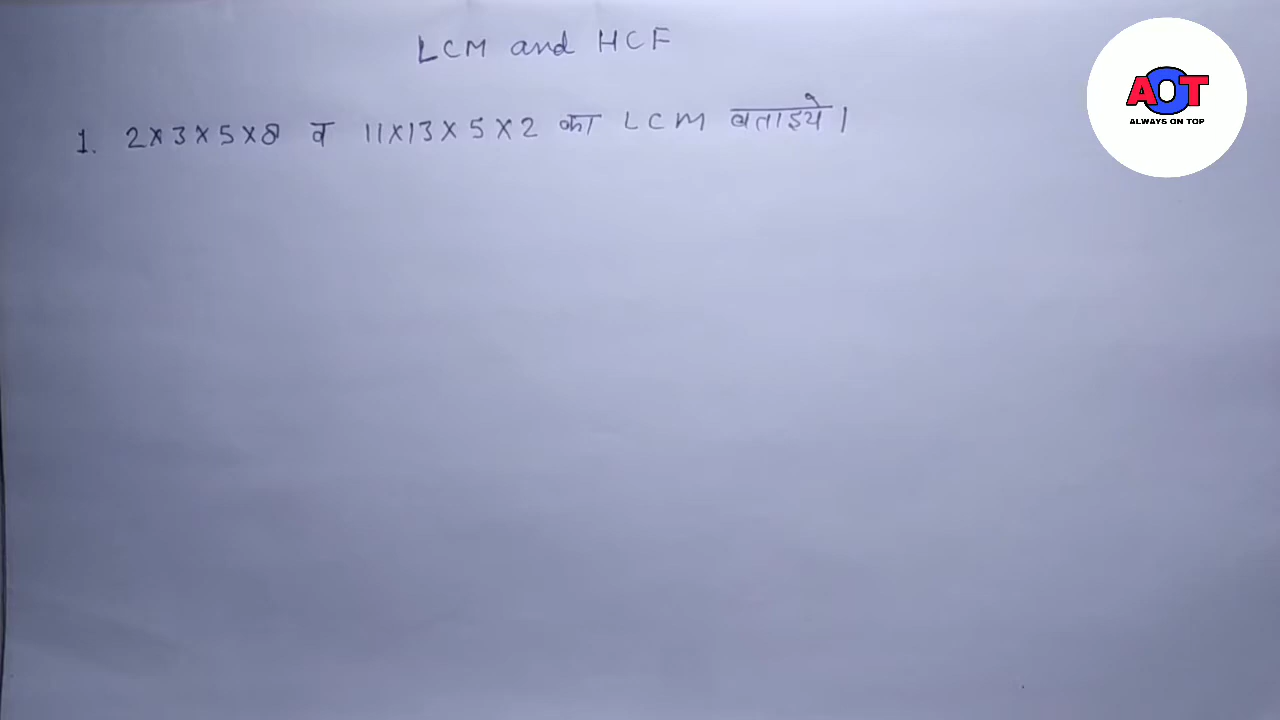 LCM and HCF
AOT
ALWAYS ON TOP
1. 2×3×5×8 व 11×13×5×2 का LCM बताइये।